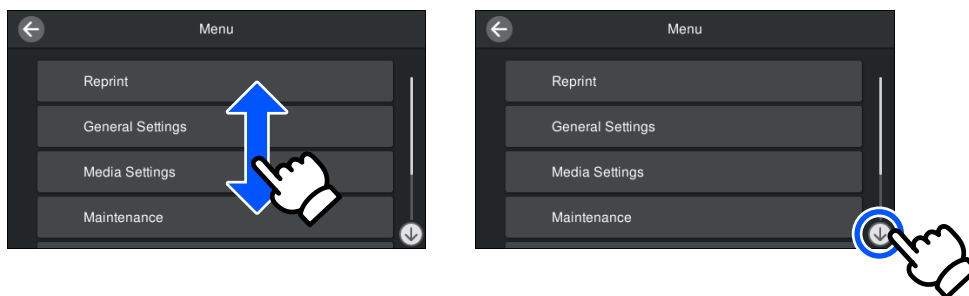 Menu
Reprint
General Settings
Media Settings
Maintenance
Menu
Reprint
General Settings
Media Settings
Maintenance